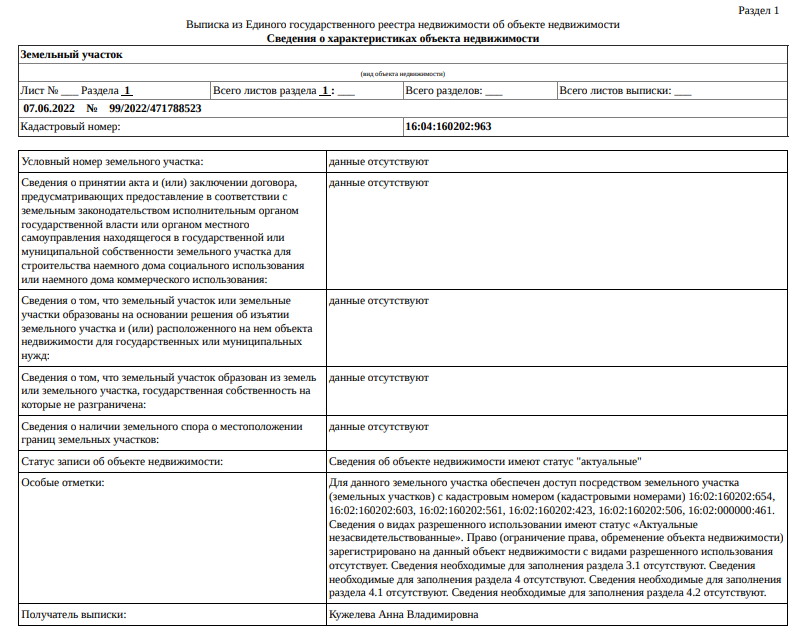 Раздел 1
Выписка из Единого государственного реестра недвижимости об объекте недвижимости
Сведения о характеристиках объекта недвижимости
Земельный участок
(вид объекта недвижимости)
Лист № ___ Раздела 1 Всего листов раздела 1 : ___ Всего разделов: ___ Всего листов выписки: ___
07.06.2022 № 99/2022/471788523
Кадастровый номер: 16:04:160202:963
Условный номер земельного участка: данные отсутствуют
Сведения о принятии акта и (или) заключении договора, данные отсутствуют
предусматривающих предоставление в соответствии с
земельным законодательством исполнительным органом
государственной власти или органом местного
самоуправления находящегося в государственной или
муниципальной собственности земельного участка для
строительства наемного дома социального использования
или наемного дома коммерческого использования:
Сведения о том, что земельный участок или земельные данные отсутствуют
участки образованы на основании решения об изъятии
земельного участка и (или) расположенного на нем объекта
недвижимости для государственных или муниципальных
нужд:
Сведения о том, что земельный участок образован из земель данные отсутствуют
или земельного участка, государственная собственность на
которые не разграничена:
Сведения о наличии земельного спора о местоположении данные отсутствуют
границ земельных участков:
Статус записи об объекте недвижимости: Сведения об объекте недвижимости имеют статус "актуальные"
Особые отметки: Для данного земельного участка обеспечен доступ посредством земельного участка
(земельных участков) с кадастровым номером (кадастровыми номерами) 16:02:160202:654,
16:02:160202:603, 16:02:160202:561, 16:02:160202:423, 16:02:160202:506, 16:02:000000:461.
Сведения о видах разрешенного использовании имеют статус «Актуальные
незасвидетельствованные». Право (ограничение права, обременение объекта недвижимости)
зарегистрировано на данный объект недвижимости с видами разрешенного использования
отсутствует. Сведения необходимые для заполнения раздела 3.1 отсутствуют. Сведения
необходимые для заполнения раздела 4 отсутствуют. Сведения необходимые для заполнения
раздела 4.1 отсутствуют. Сведения необходимые для заполнения раздела 4.2 отсутствуют.
Получатель выписки: Кужелева Анна Владимировна